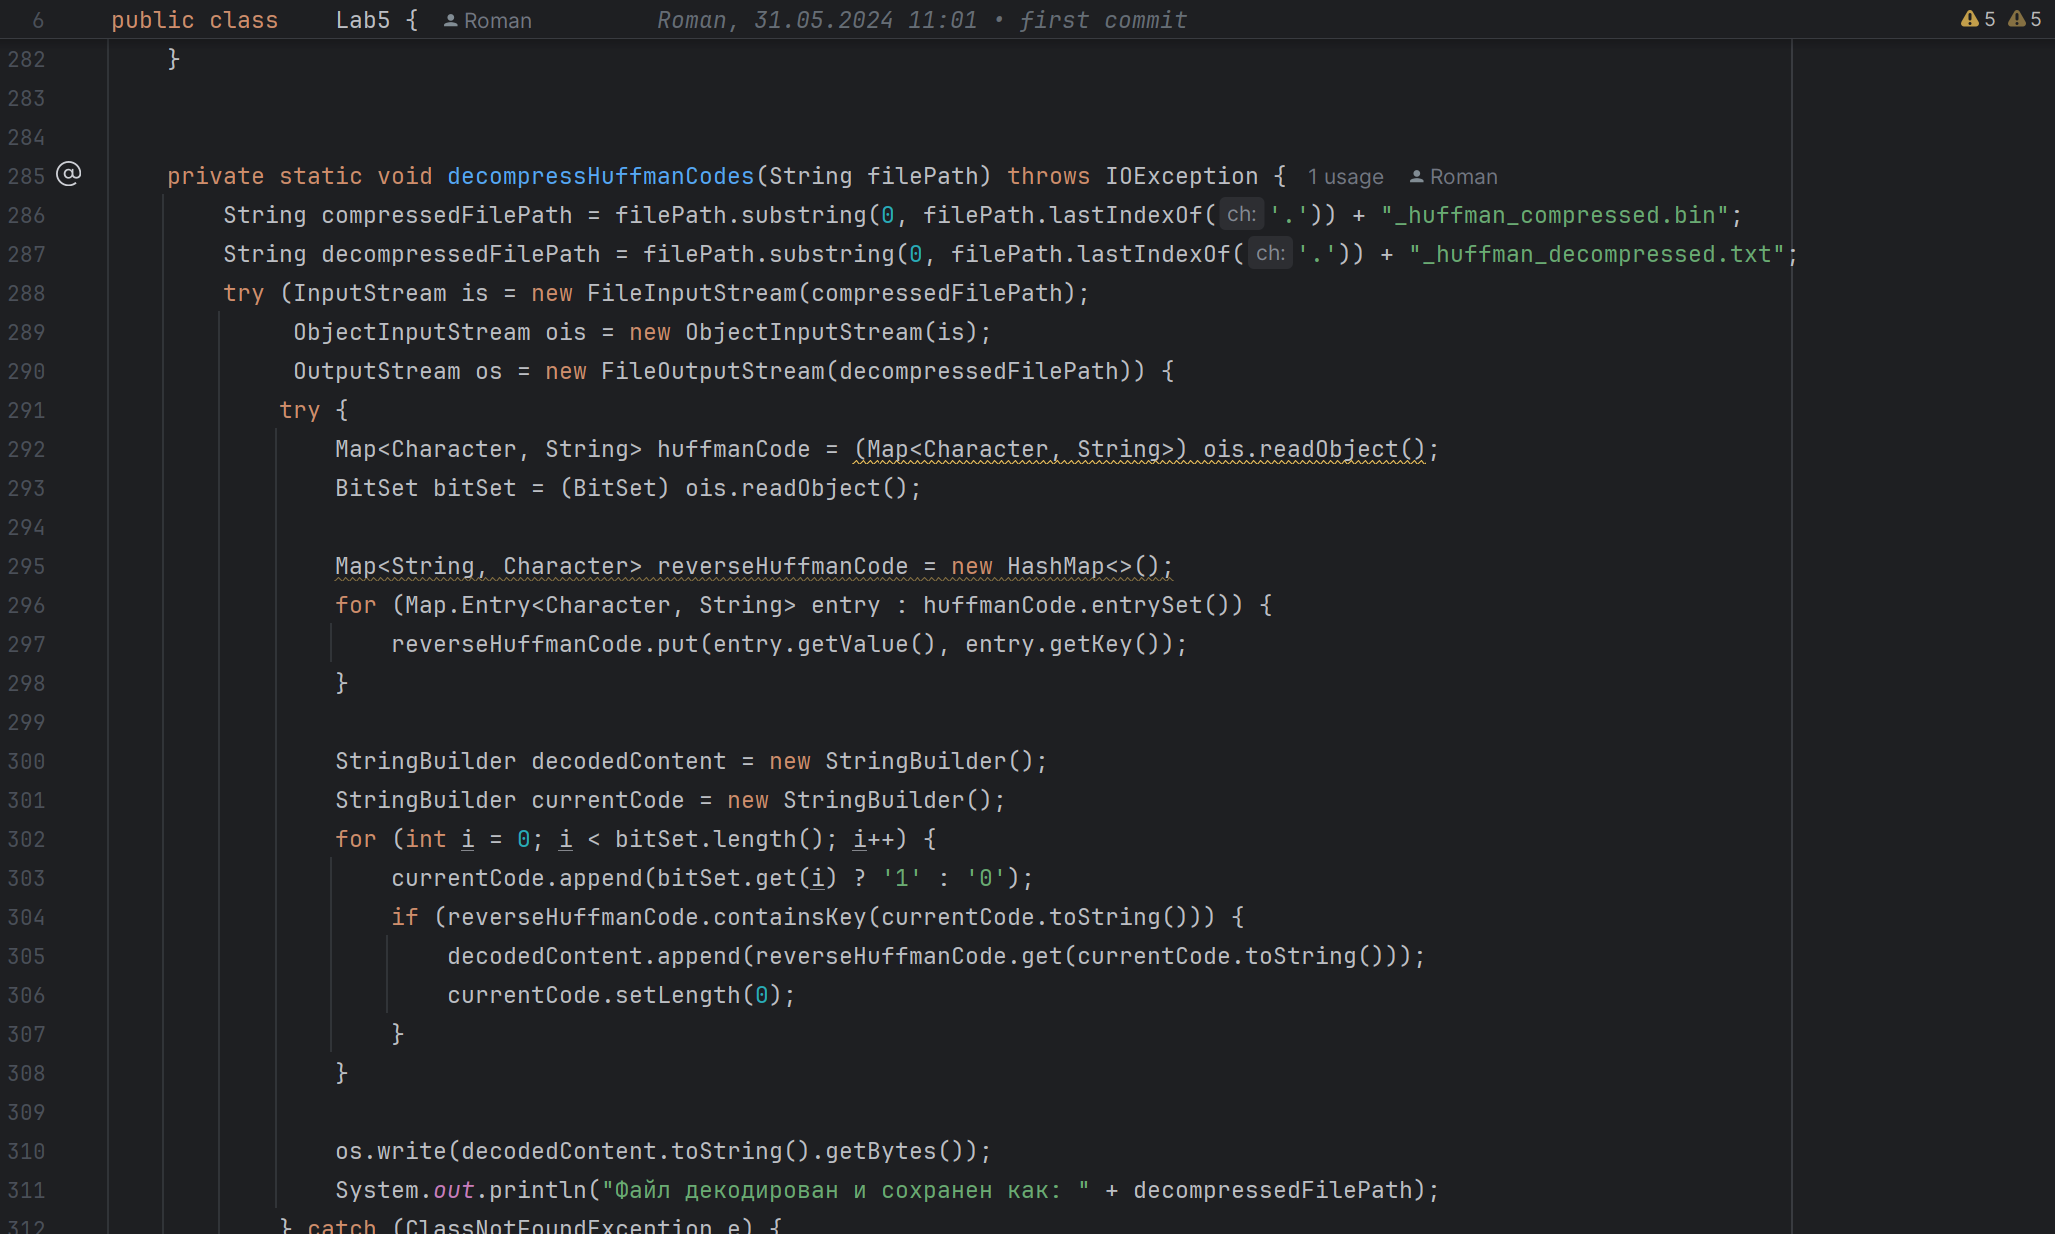 6 public class Lab5 { Roman Roman, 31.05.2024 11:01 • first commit 5 5
282 }
283
284
285 @ private static void decompressHuffmanCodes(String filePath) throws IOException { 1 usage Roman
286 String compressedFilePath = filePath.substring(0, filePath.lastIndexOf( ch: '.')) + "_huffman_compressed.bin";
287 String decompressedFilePath = filePath.substring(0, filePath.lastIndexOf( ch: '.')) + "_huffman_decompressed.txt";
288 try (InputStream is = new FileInputStream(compressedFilePath);
289 ObjectInputStream ois = new ObjectInputStream(is);
290 OutputStream os = new FileOutputStream(decompressedFilePath)) {
291 try {
292 Map<Character, String> huffmanCode = (Map<Character, String>) ois.readObject();
293 BitSet bitSet = (BitSet) ois.readObject();
294
295 Map<String, Character> reverseHuffmanCode = new HashMap<>();
296 for (Map.Entry<Character, String> entry : huffmanCode.entrySet()) {
297 reverseHuffmanCode.put(entry.getValue(), entry.getKey());
298 }
299
300 StringBuilder decodedContent = new StringBuilder();
301 StringBuilder currentCode = new StringBuilder();
302 for (int i = 0; i < bitSet.length(); i++) {
303 currentCode.append(bitSet.get(i) ? '1' : '0');
304 if (reverseHuffmanCode.containsKey(currentCode.toString())) {
305 decodedContent.append(reverseHuffmanCode.get(currentCode.toString()));
306 currentCode.setLength(0);
307 }
308 }
309
310 os.write(decodedContent.toString().getBytes());
311 System.out.println("Файл декодирован и сохранен как: " + decompressedFilePath);
312 } catch (ClassNotFoundException e) {